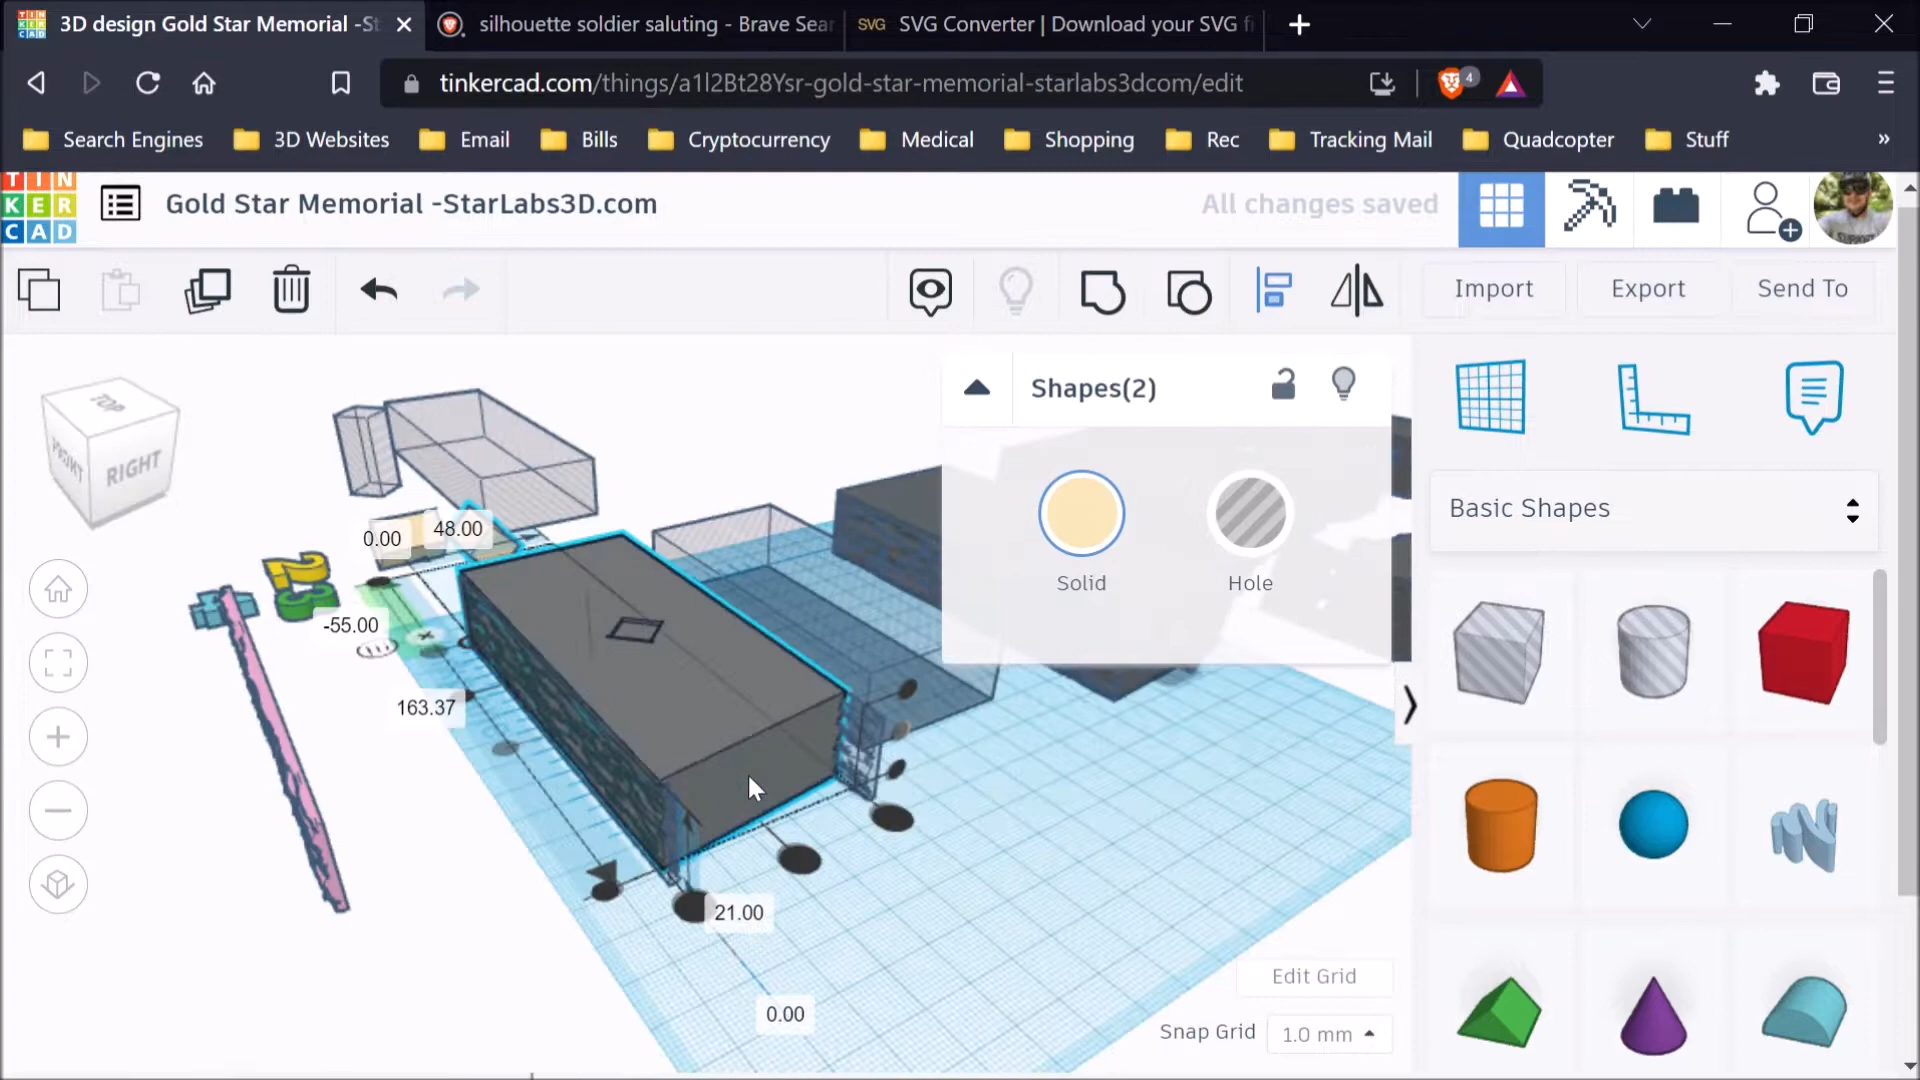 3D design Gold Star Memorial -St
silhouette soldier saluting - Brave Sear
SVG
SVG Converter | Download your SVG fi
tinkercad.com/things/a1l2Bt28Ysr-gold-star-memorial-starlabs3dcom/edit
4
Search Engines
3D Websites
Email
Bills
Cryptocurrency
Medical
Shopping
Rec
Tracking Mail
Quadcopter
Stuff
»
TIN
KER
CAD
Gold Star Memorial -StarLabs3D.com
All changes saved
Import
Export
Send To
TOP
FRONT
RIGHT
Shapes(2)
Solid
Hole
Basic Shapes
0.00
48.00
-55.00
163.37
21.00
0.00
Edit Grid
Snap Grid
1.0 mm